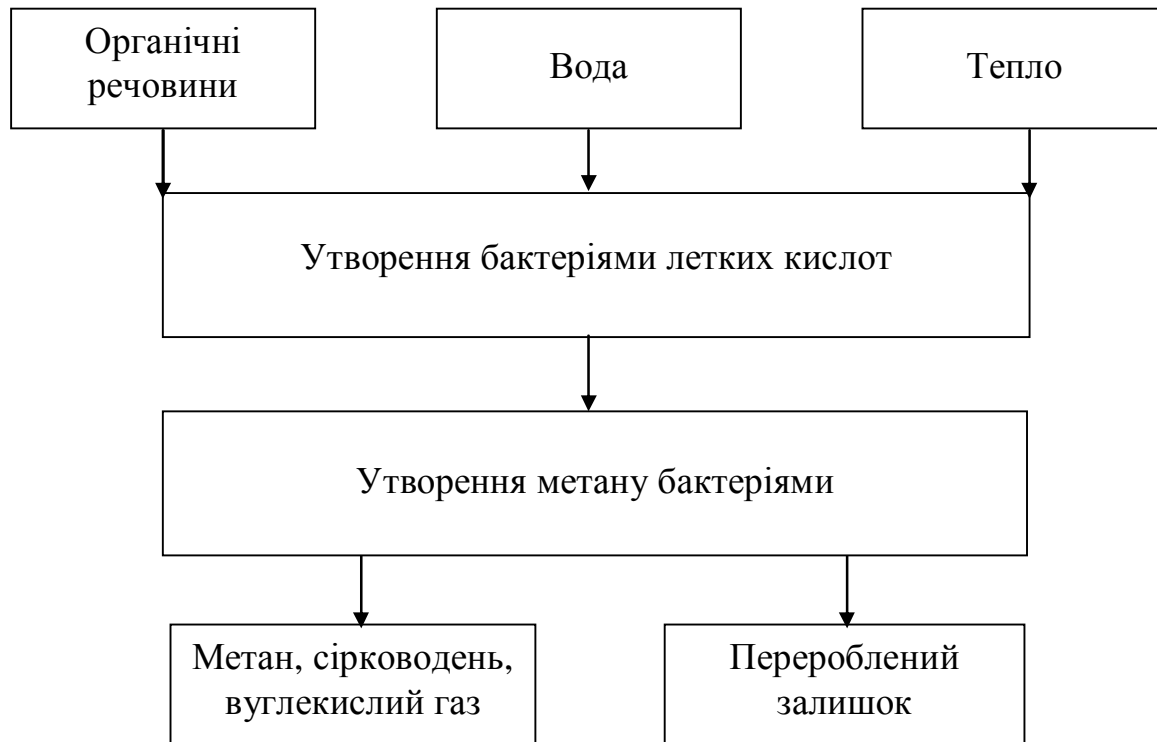 Органічні
речовини
Вода
Тепло
Утворення бактеріями летких кислот
Утворення метану бактеріями
Метан, сірководень,
вуглекислий газ
Перероблений
залишок